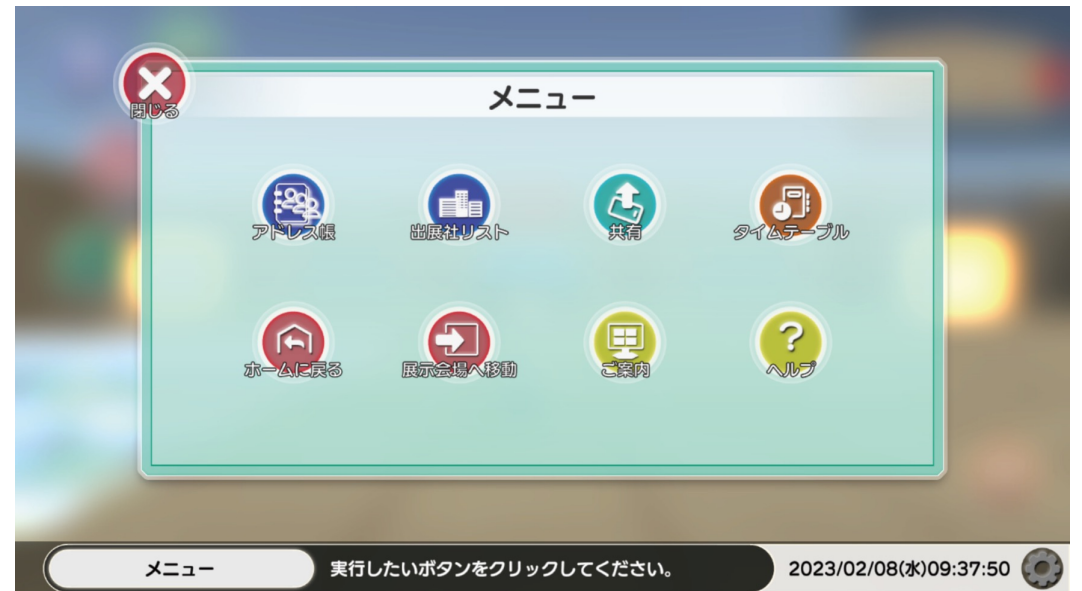 メニュー
閉じる
アドレス帳
出展社リスト
共有
タイムテーブル
ホームに戻る
展示会場へ移動
ご案内
ヘルプ
メニュー
実行したいボタンをクリックしてください。
2023/02/08(水)09:37:50